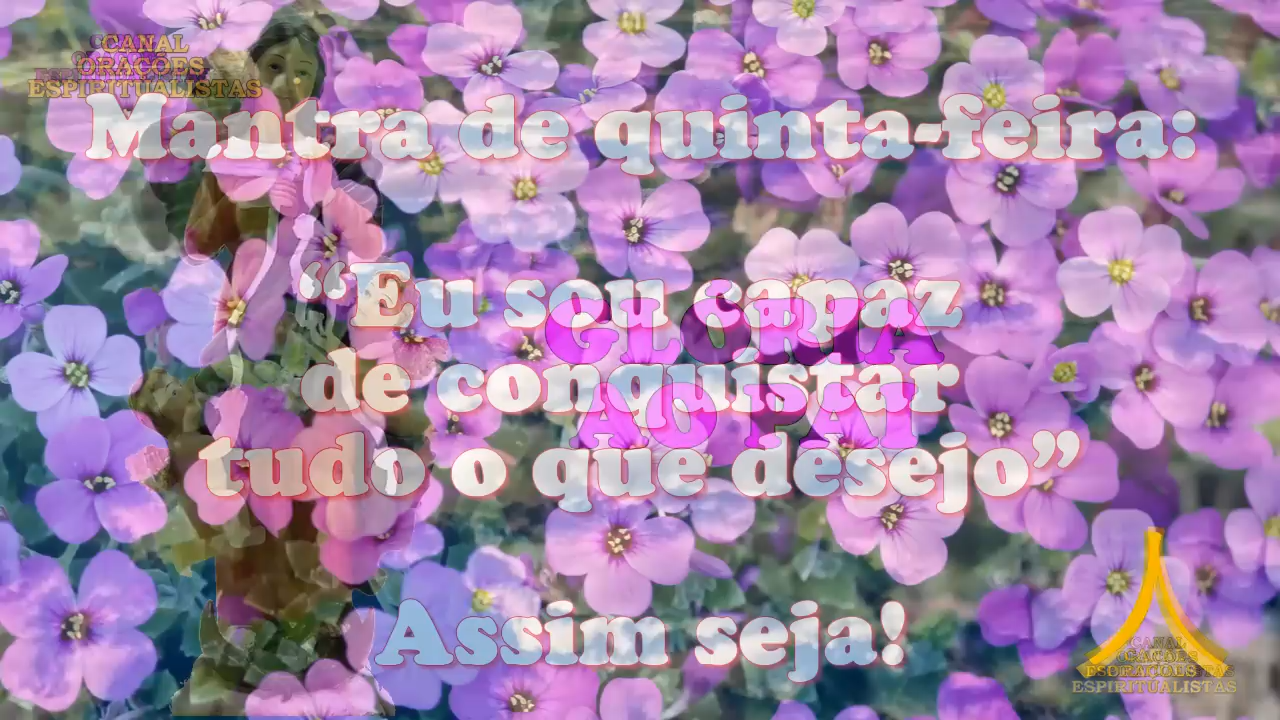 CANAL
ORAÇÕES
ESPIRITUALISTAS
Mantra de quinta-feira:
“Eu sou capaz
GLÓRIA
de conquistar
AO PAI
tudo o que desejo”
Assim seja!
CANAL
ORAÇÕES
ESPIRITUALISTAS